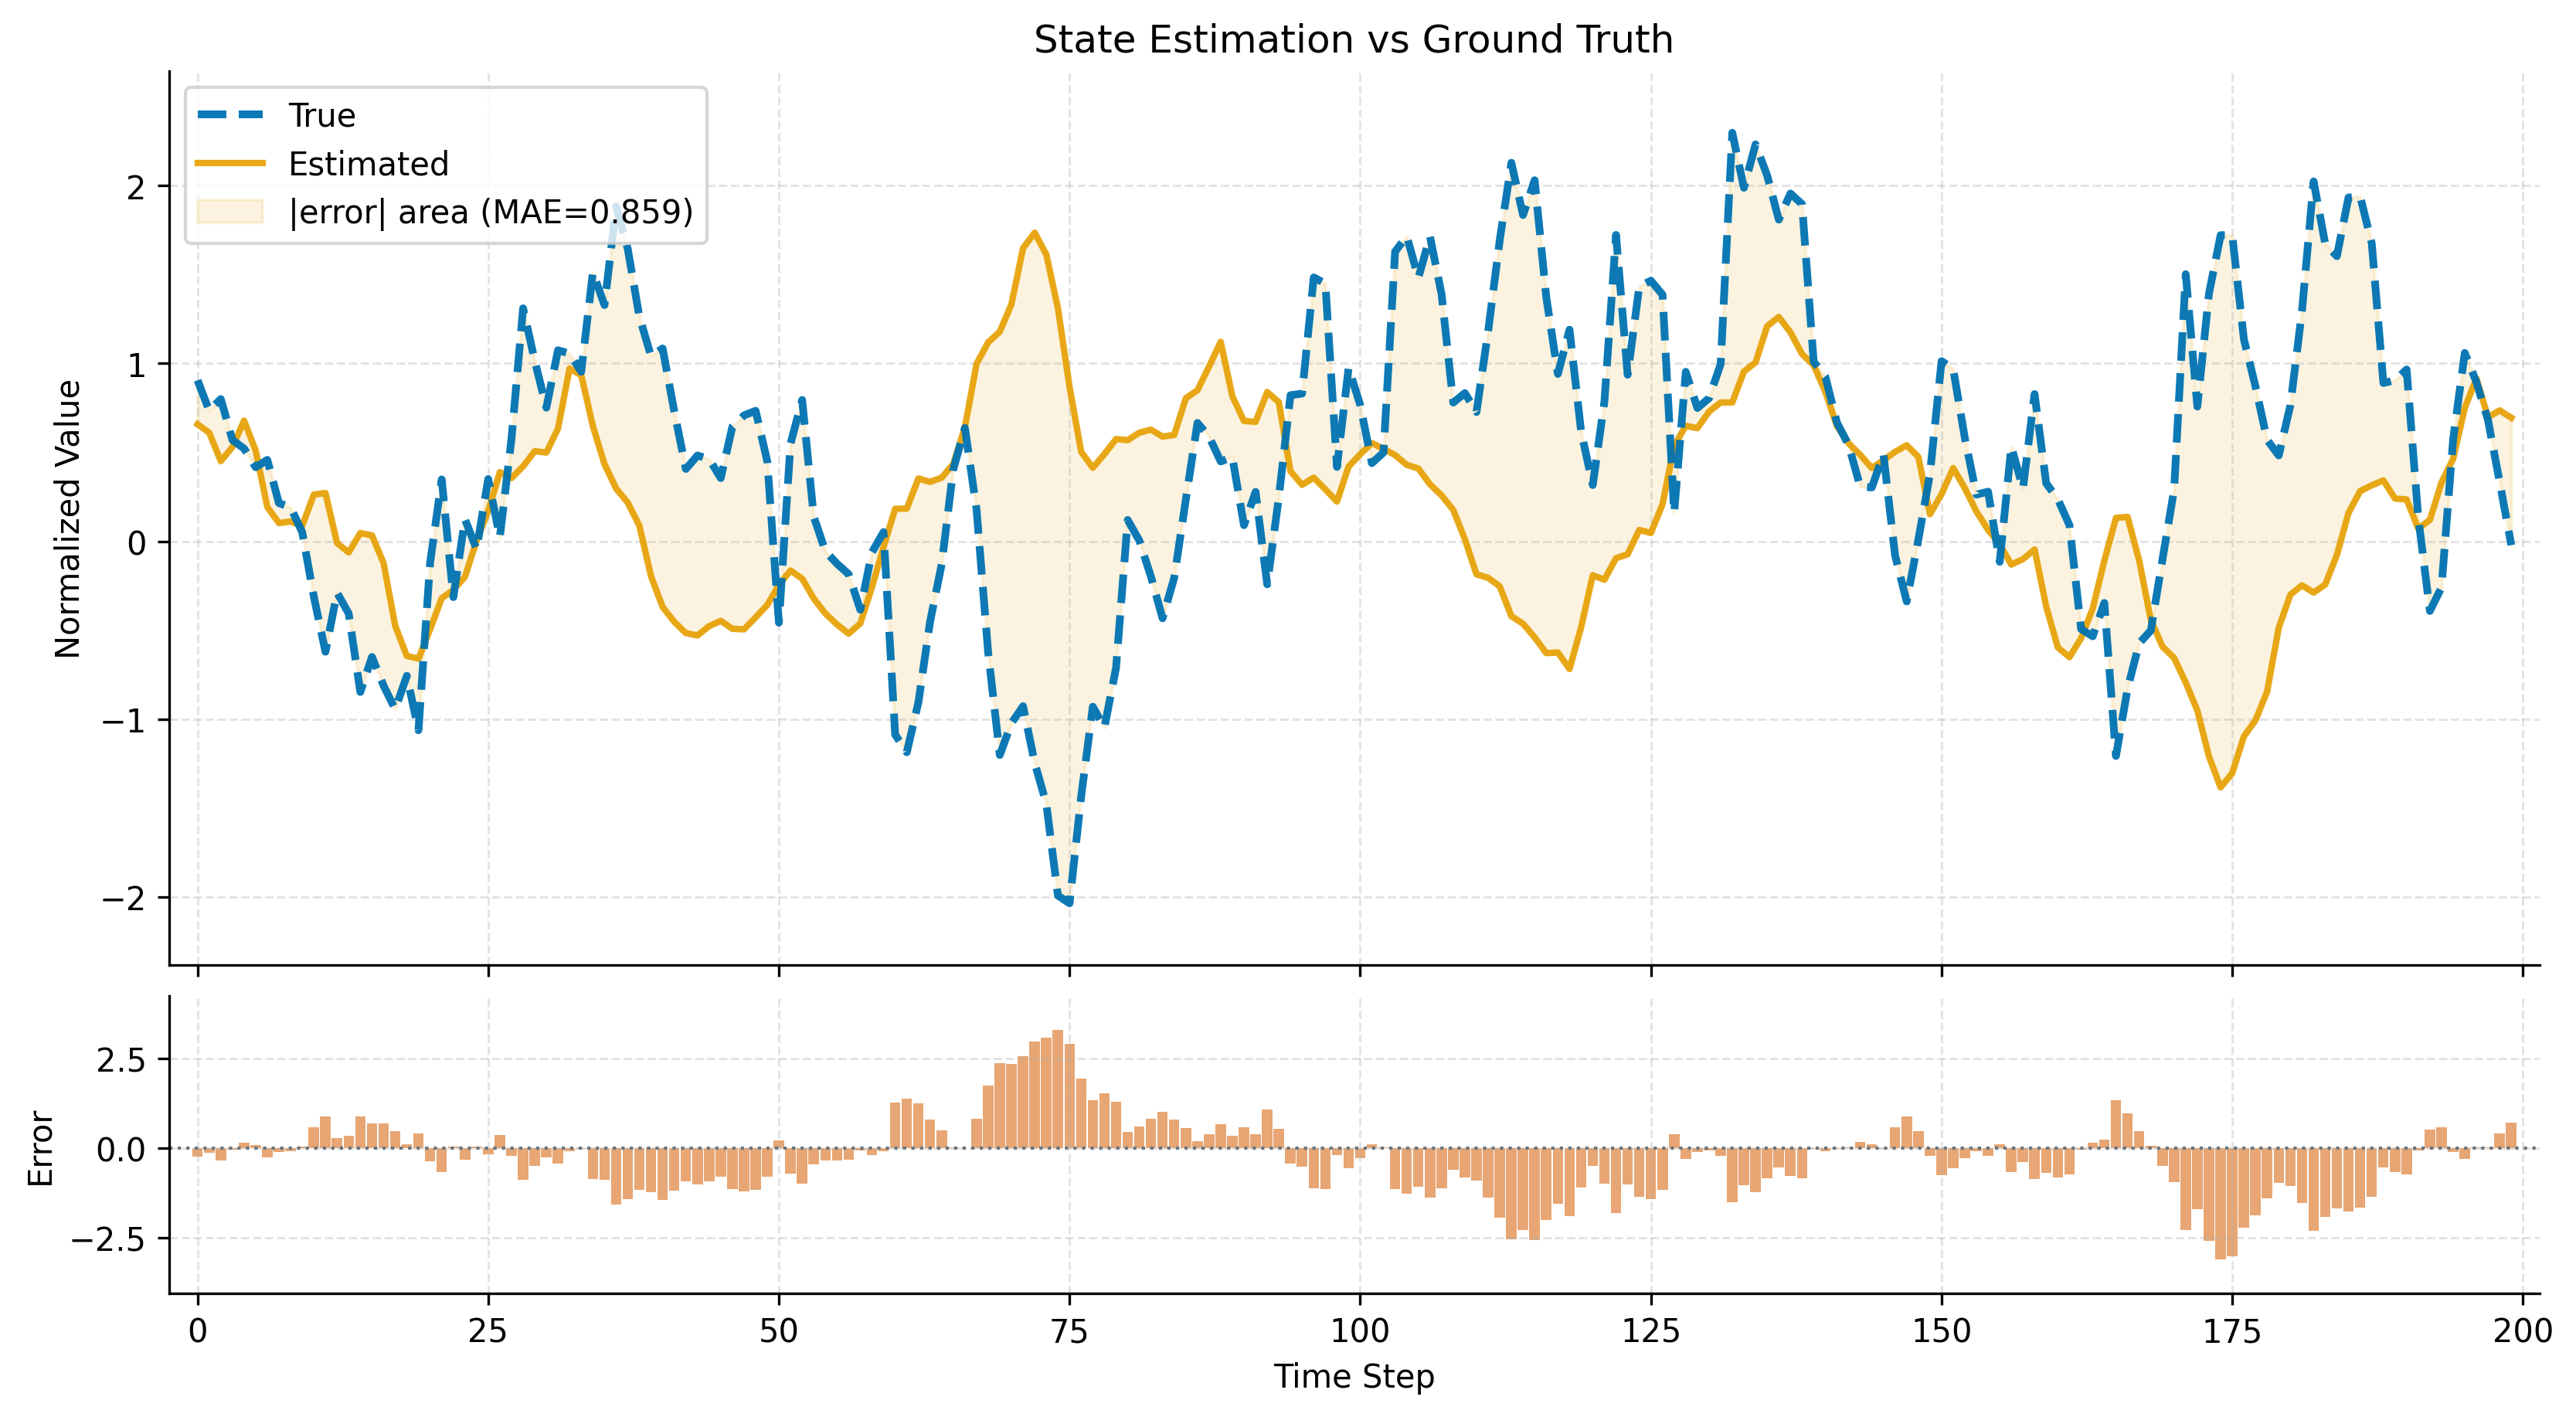 State Estimation vs Ground Truth
True
Estimated
|error| area (MAE=0.859)
Normalized Value
2
1
0
−1
−2
Error
2.5
0.0
−2.5
0 25 50 75 100 125 150 175 200
Time Step